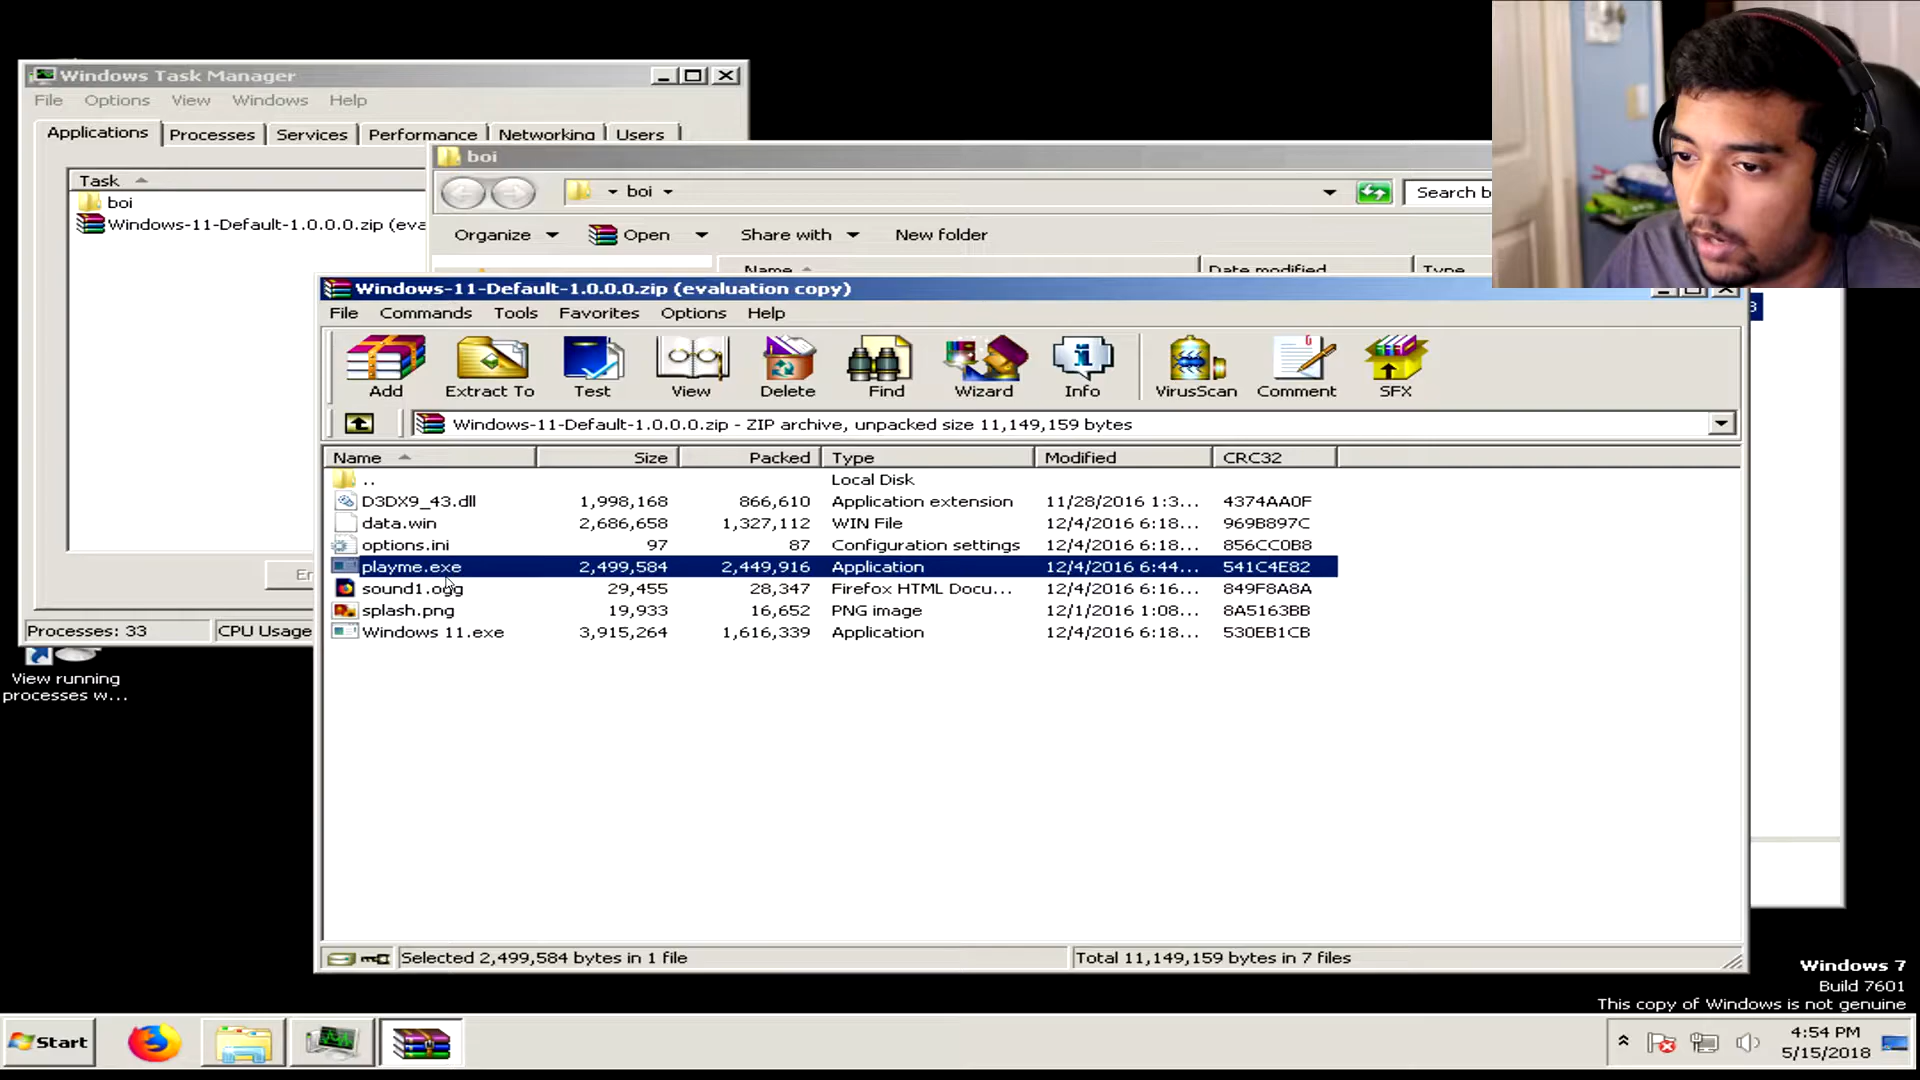 Windows Task Manager
File Options View Windows Help
Applications Processes Services Performance Networking Users
Task
boi
Windows-11-Default-1.0.0.0.zip (eva
Processes: 33 CPU Usage
boi
boi Search b
Organize Open Share with New folder
Name Date modified Type
Windows-11-Default-1.0.0.0.zip (evaluation copy)
File Commands Tools Favorites Options Help
Add Extract To Test View Delete Find Wizard Info VirusScan Comment SFX
Windows-11-Default-1.0.0.0.zip - ZIP archive, unpacked size 11,149,159 bytes
Name Size Packed Type Modified CRC32
.. Local Disk
D3DX9_43.dll 1,998,168 866,610 Application extension 11/28/2016 1:3... 4374AA0F
data.win 2,686,658 1,327,112 WIN File 12/4/2016 6:18... 969B897C
options.ini 97 87 Configuration settings 12/4/2016 6:18... 856CC0B8
playme.exe 2,499,584 2,449,916 Application 12/4/2016 6:44... 541C4E82
sound1.ogg 29,455 28,347 Firefox HTML Docu... 12/4/2016 6:16... 849F8A8A
splash.png 19,933 16,652 PNG image 12/1/2016 1:08... 8A5163BB
Windows 11.exe 3,915,264 1,616,339 Application 12/4/2016 6:18... 530EB1CB
Selected 2,499,584 bytes in 1 file Total 11,149,159 bytes in 7 files
View running
processes w...
Windows 7
Build 7601
This copy of Windows is not genuine
Start
4:54 PM
5/15/2018